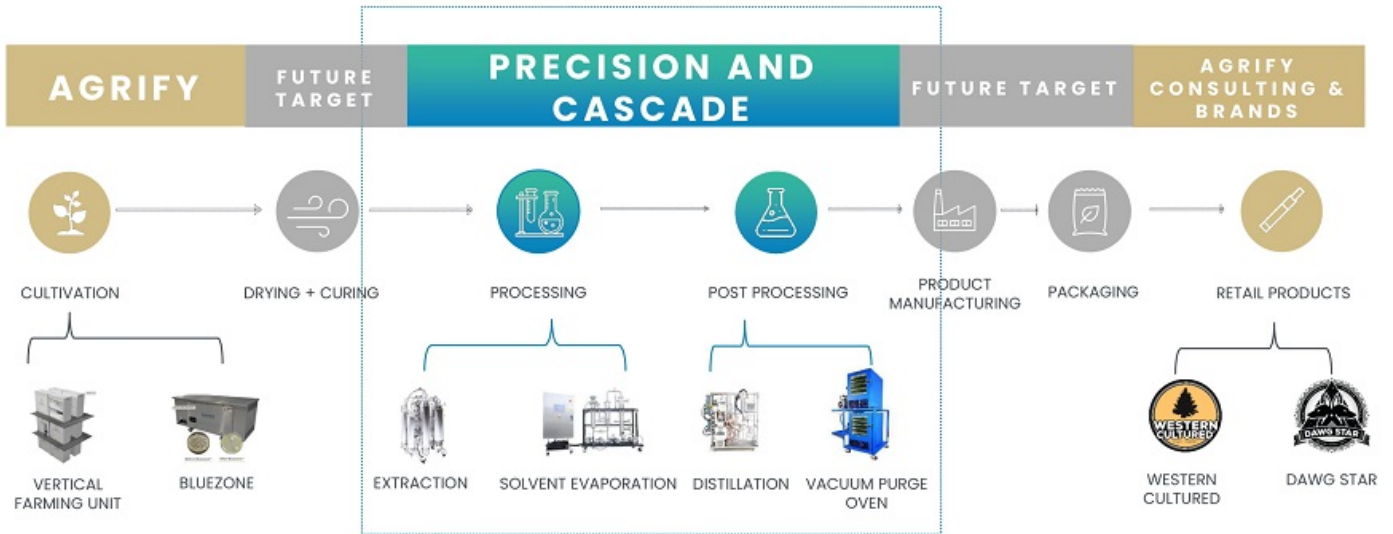 AGRIFY
FUTURE
TARGET
PRECISION AND
CASCADE
FUTURE TARGET
AGRIFY
CONSULTING &
BRANDS
CULTIVATION
DRYING + CURING
PROCESSING
POST PROCESSING
PRODUCT
MANUFACTURING
PACKAGING
RETAIL PRODUCTS
VERTICAL
FARMING UNIT
BLUEZONE
EXTRACTION
SOLVENT EVAPORATION
DISTILLATION
VACUUM PURGE
OVEN
WESTERN
CULTURED
WESTERN
CULTURED
DAWG STAR
DAWG STAR